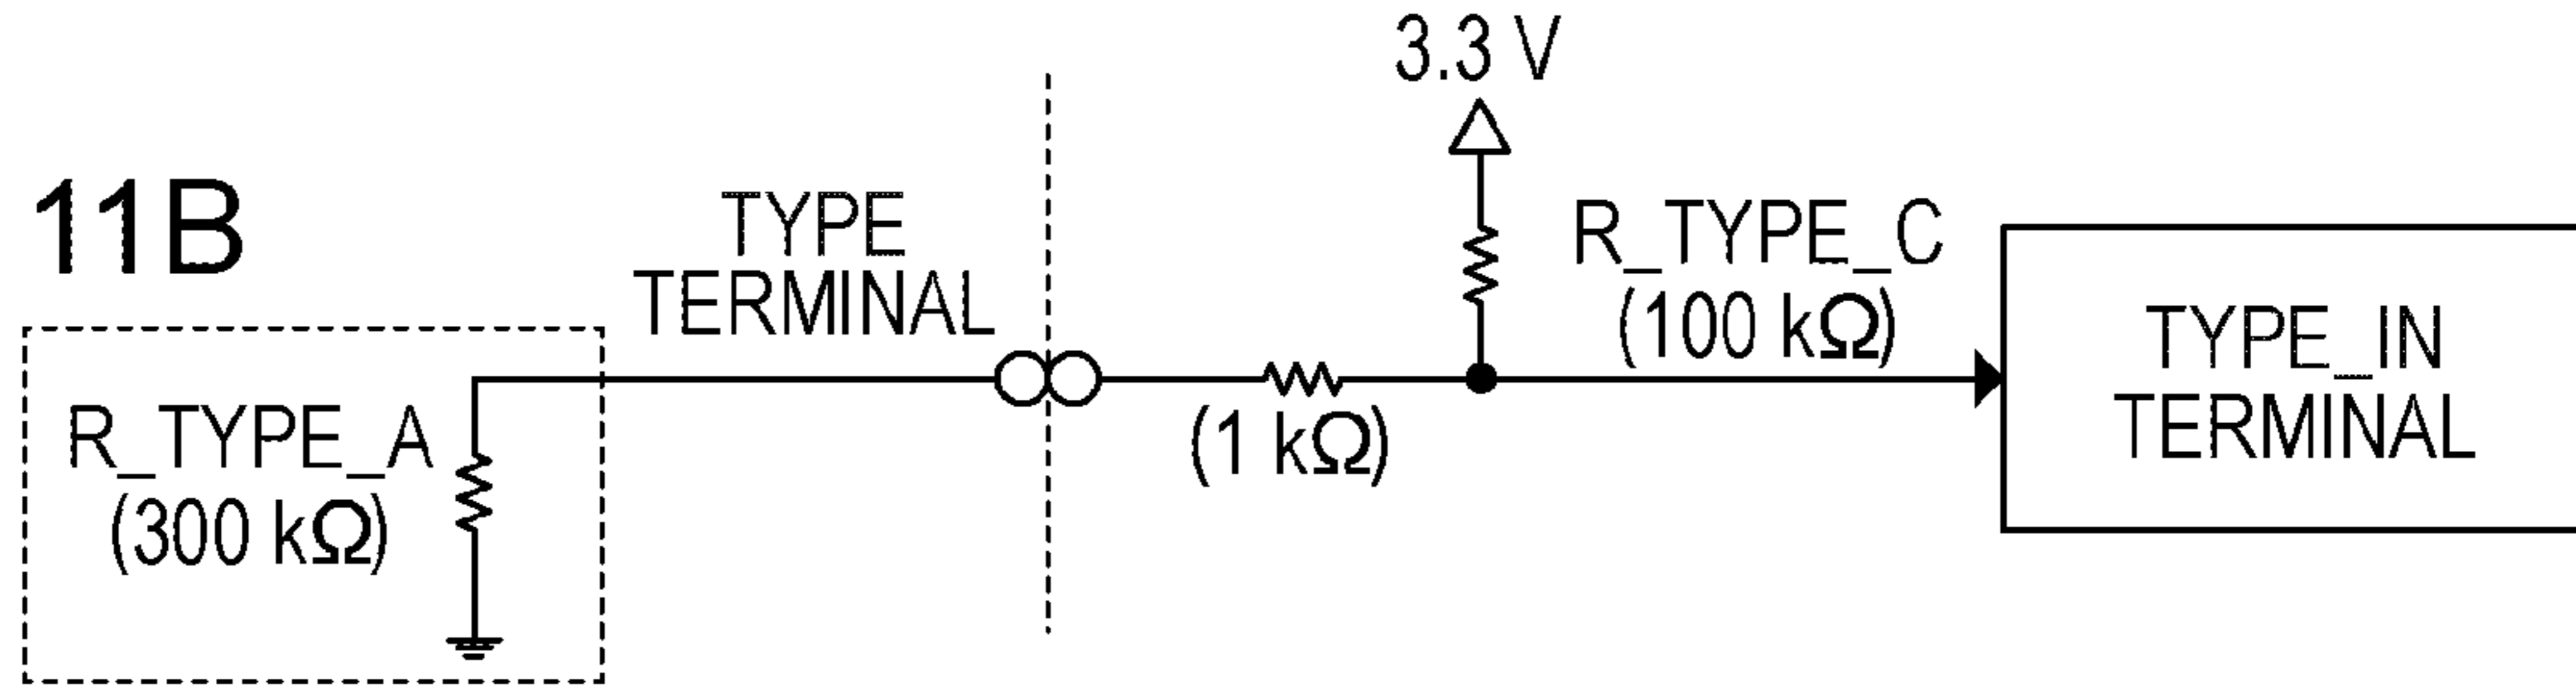 11B
3.3 V
TYPE
TERMINAL
R_TYPE_C
(100 kΩ)
TYPE_IN
TERMINAL
R_TYPE_A
(300 kΩ)
(1 kΩ)